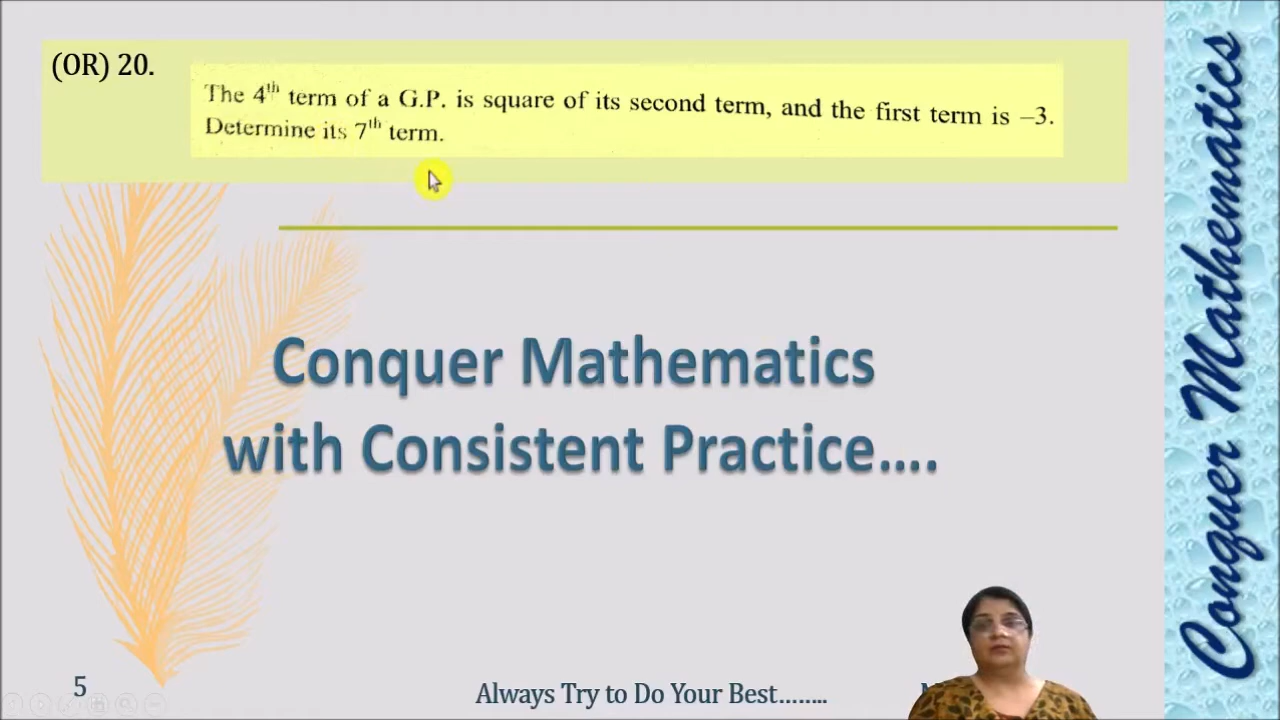 (OR) 20.
The 4th term of a G.P. is square of its second term, and the first term is –3.
Determine its 7th term.
Conquer Mathematics
with Consistent Practice....
5
Always Try to Do Your Best........
Conquer Mathematics